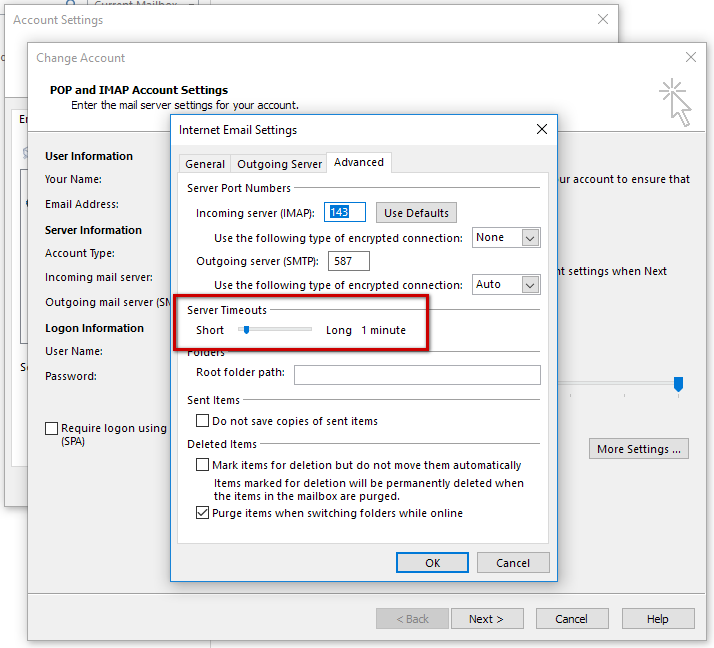 Current Mailbox
Account Settings
Change Account
POP and IMAP Account Settings
Enter the mail server settings for your account.
Internet Email Settings
General
Outgoing Server
Advanced
User Information
Your Name:
Email Address:
Server Information
Account Type:
Incoming mail server:
Outgoing mail server (SM
Logon Information
User Name:
Password:
Require logon using
(SPA)
Server Port Numbers
Incoming server (IMAP): 143 Use Defaults
Use the following type of encrypted connection: None
Outgoing server (SMTP): 587
Use the following type of encrypted connection: Auto
Server Timeouts
Short Long 1 minute
Folders
Root folder path:
Sent Items
Do not save copies of sent items
Deleted Items
Mark items for deletion but do not move them automatically
Items marked for deletion will be permanently deleted when
the items in the mailbox are purged.
Purge items when switching folders while online
OK Cancel
ur account to ensure that
nt settings when Next
More Settings ...
< Back Next > Cancel Help